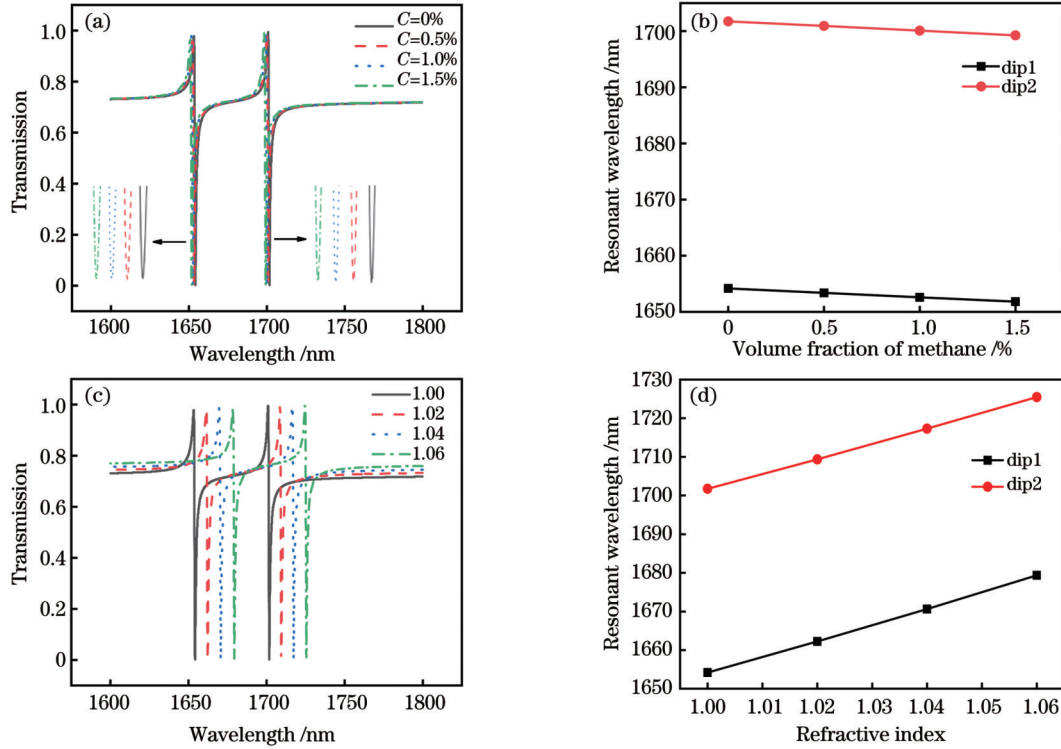 (a)
C=0%
C=0.5%
C=1.0%
C=1.5%
1.0
0.8
0.6
0.4
0.2
0
Transmission
1600 1650 1700 1750 1800
Wavelength /nm
(b)
dip1
dip2
1700
1690
1680
1670
1660
1650
Resonant wavelength /nm
0 0.5 1.0 1.5
Volume fraction of methane /%
(c)
1.00
1.02
1.04
1.06
1.0
0.8
0.6
0.4
0.2
0
Transmission
1600 1650 1700 1750 1800
Wavelength /nm
(d)
dip1
dip2
1730
1720
1710
1700
1690
1680
1670
1660
1650
Resonant wavelength /nm
1.00 1.01 1.02 1.03 1.04 1.05 1.06
Refractive index